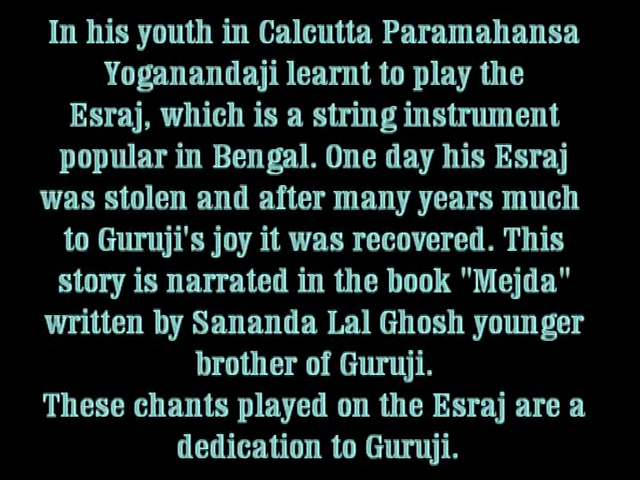 In his youth in Calcutta Paramahansa
Yoganandaji learnt to play the
Esraj, which is a string instrument
popular in Bengal. One day his Esraj
was stolen and after many years much
to Guruji's joy it was recovered. This
story is narrated in the book "Mejda"
written by Sananda Lal Ghosh younger
brother of Guruji.
These chants played on the Esraj are a
dedication to Guruji.